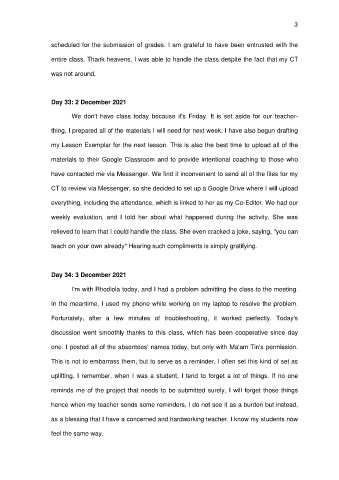 3
scheduled for the submission of grades. I am grateful to have been entrusted with the
entire class. Thank heavens, I was able to handle the class despite the fact that my CT
was not around.
Day 33: 2 December 2021
We don't have class today because it's Friday. It is set aside for our teacher-
thing. I prepared all of the materials I will need for next week. I have also begun drafting
my Lesson Exemplar for the next lesson. This is also the best time to upload all of the
materials to their Google Classroom and to provide intentional coaching to those who
have contacted me via Messenger. We find it inconvenient to send all of the files for my
CT to review via Messenger, so she decided to set up a Google Drive where I will upload
everything, including the attendance, which is linked to her as my Co-Editor. We had our
weekly evaluation, and I told her about what happened during the activity. She was
relieved to learn that I could handle the class. She even cracked a joke, saying, "you can
teach on your own already" Hearing such compliments is simply gratifying.
Day 34: 3 December 2021
I'm with Rhodiola today, and I had a problem admitting the class to the meeting.
In the meantime, I used my phone while working on my laptop to resolve the problem.
Fortunately, after a few minutes of troubleshooting, it worked perfectly. Today's
discussion went smoothly thanks to this class, which has been cooperative since day
one. I posted all of the absentees' names today, but only with Ma'am Tin's permission.
This is not to embarrass them, but to serve as a reminder. I often set this kind of set as
uplifting. I remember, when I was a student, I tend to forget a lot of things. If no one
reminds me of the project that needs to be submitted surely, I will forget those things
hence when my teacher sends some reminders, I do not see it as a burden but instead,
as a blessing that I have a concerned and hardworking teacher. I know my students now
feel the same way.